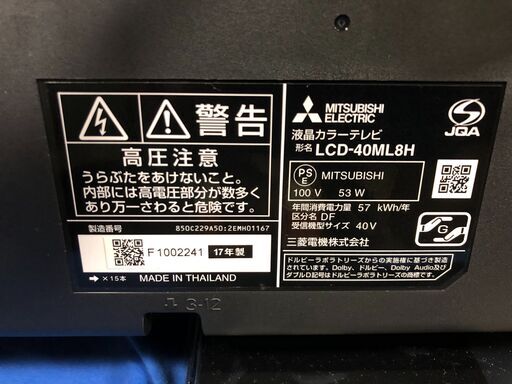 警告
高圧注意
うらぶたをあけないこと。
内部には高電圧部分が数多く
あり万一さわると危険です。
製造番号
850C229A50:2EMH01167
F1002241
17年製
→ ×15本
MADE IN THAILAND
MITSUBISHI
ELECTRIC
JQA
液晶カラーテレビ
形名 LCD-40ML8H
PS
E
MITSUBISHI
100 V 53 W
年間消費電力量 57 kWh/年
区分名 DF
受信機型サイズ 40V
三菱電機株式会社
G
ドルビーラボラトリーズからの実施権に基づき製造
されています。Dolby、ドルビー、Dolby Audio及び
ダブルD記号はドルビーラボラトリーズの商標です。
3-12